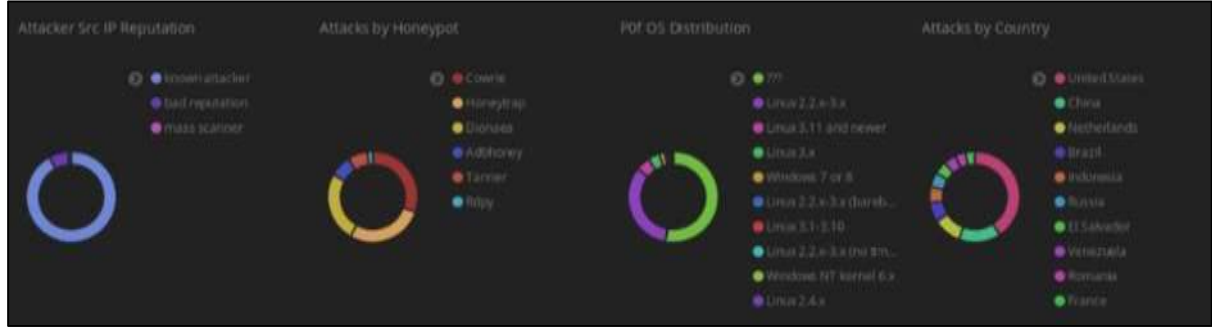 Attacker Src IP Reputation
known attacker
bad reputation
mass scanner
Attacks by Honeypot
Cowrie
Honeytrap
Dionaea
Adbhoney
Tanner
Rdpy
P0f OS Distribution
???
Linux 2.2.x-3.x
Linux 3.11 and newer
Linux 3.x
Windows 7 or 8
Linux 2.2.x-3.x (bareb...
Linux 3.1-3.10
Linux 2.2.x-3.x (no tim...
Windows NT kernel 6.x
Linux 2.4.x
Attacks by Country
United States
China
Netherlands
Brazil
Indonesia
Russia
El Salvador
Venezuela
Romania
France